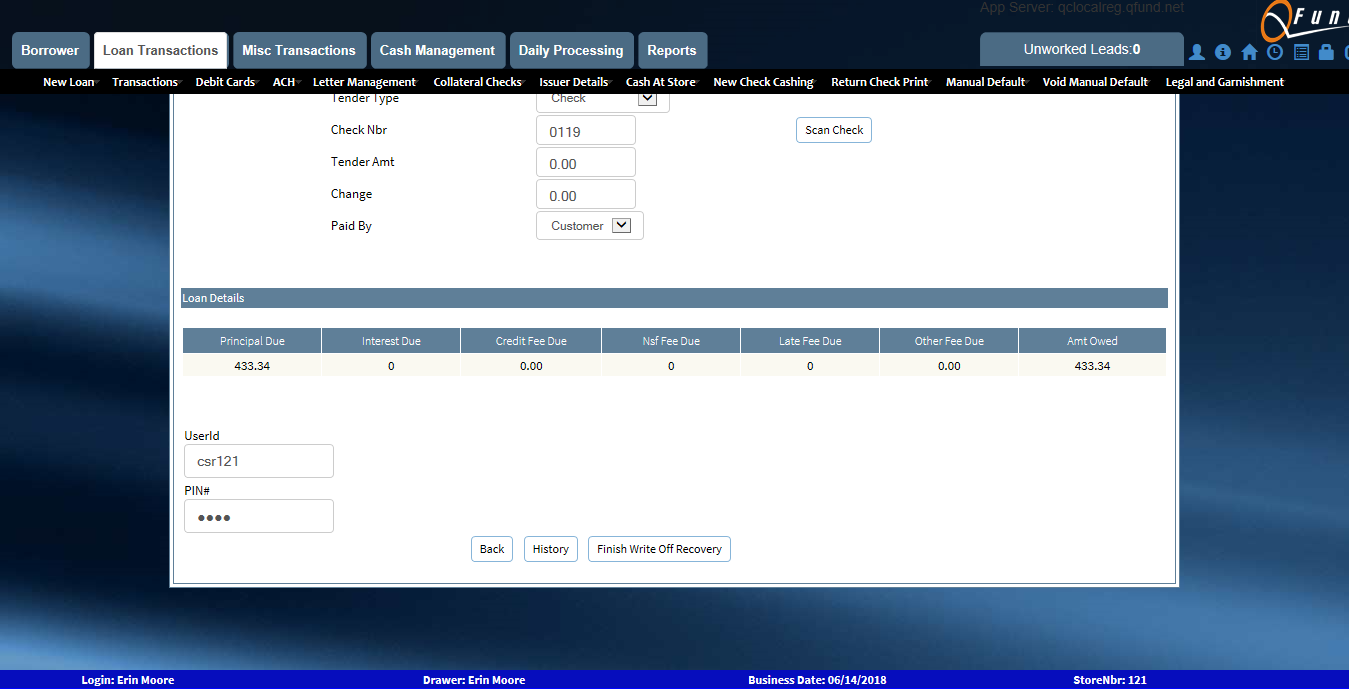 App Server: qclocalreg.qfund.net
QFun
Borrower Loan Transactions Misc Transactions Cash Management Daily Processing Reports Unworked Leads:0
New Loan Transactions Debit Cards ACH Letter Management Collateral Checks Issuer Details Cash At Store New Check Cashing Return Check Print Manual Default Void Manual Default Legal and Garnishment
Tender Type Check
Check Nbr 0119 Scan Check
Tender Amt 0.00
Change 0.00
Paid By Customer
Loan Details
Principal Due Interest Due Credit Fee Due Nsf Fee Due Late Fee Due Other Fee Due Amt Owed
433.34 0 0.00 0 0 0.00 433.34
UserId
csr121
PIN#
••••
Back History Finish Write Off Recovery
Login: Erin Moore Drawer: Erin Moore Business Date: 06/14/2018 StoreNbr: 121